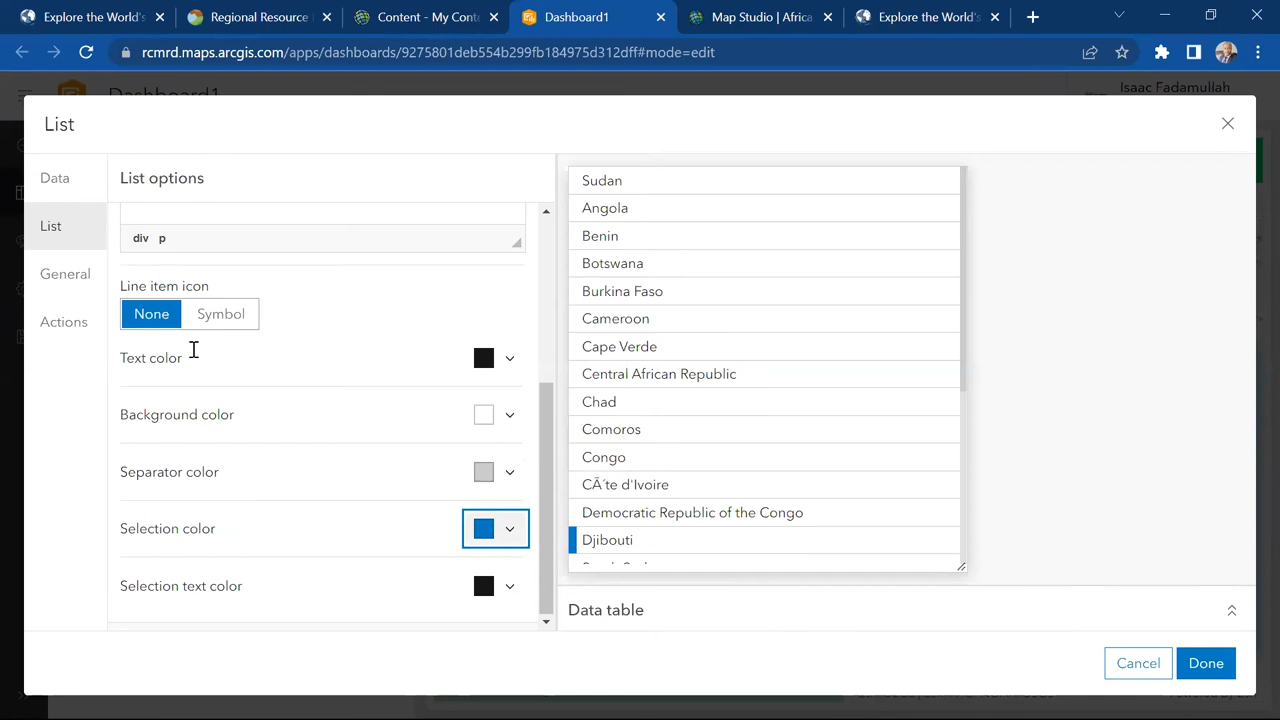 Explore the World's
Regional Resource
Content - My Cont
Dashboard1
Map Studio | Africa
Explore the World's
rcmrd.maps.arcgis.com/apps/dashboards/9275801deb554b299fb184975d312dff#mode=edit
Dashboard1
Isaac Fadamullah
List
Data
List
General
Actions
List options
div p
Line item icon
None
Symbol
Text color
Background color
Separator color
Selection color
Selection text color
Sudan
Angola
Benin
Botswana
Burkina Faso
Cameroon
Cape Verde
Central African Republic
Chad
Comoros
Congo
CÃ´te d'Ivoire
Democratic Republic of the Congo
Djibouti
Data table
Cancel
Done